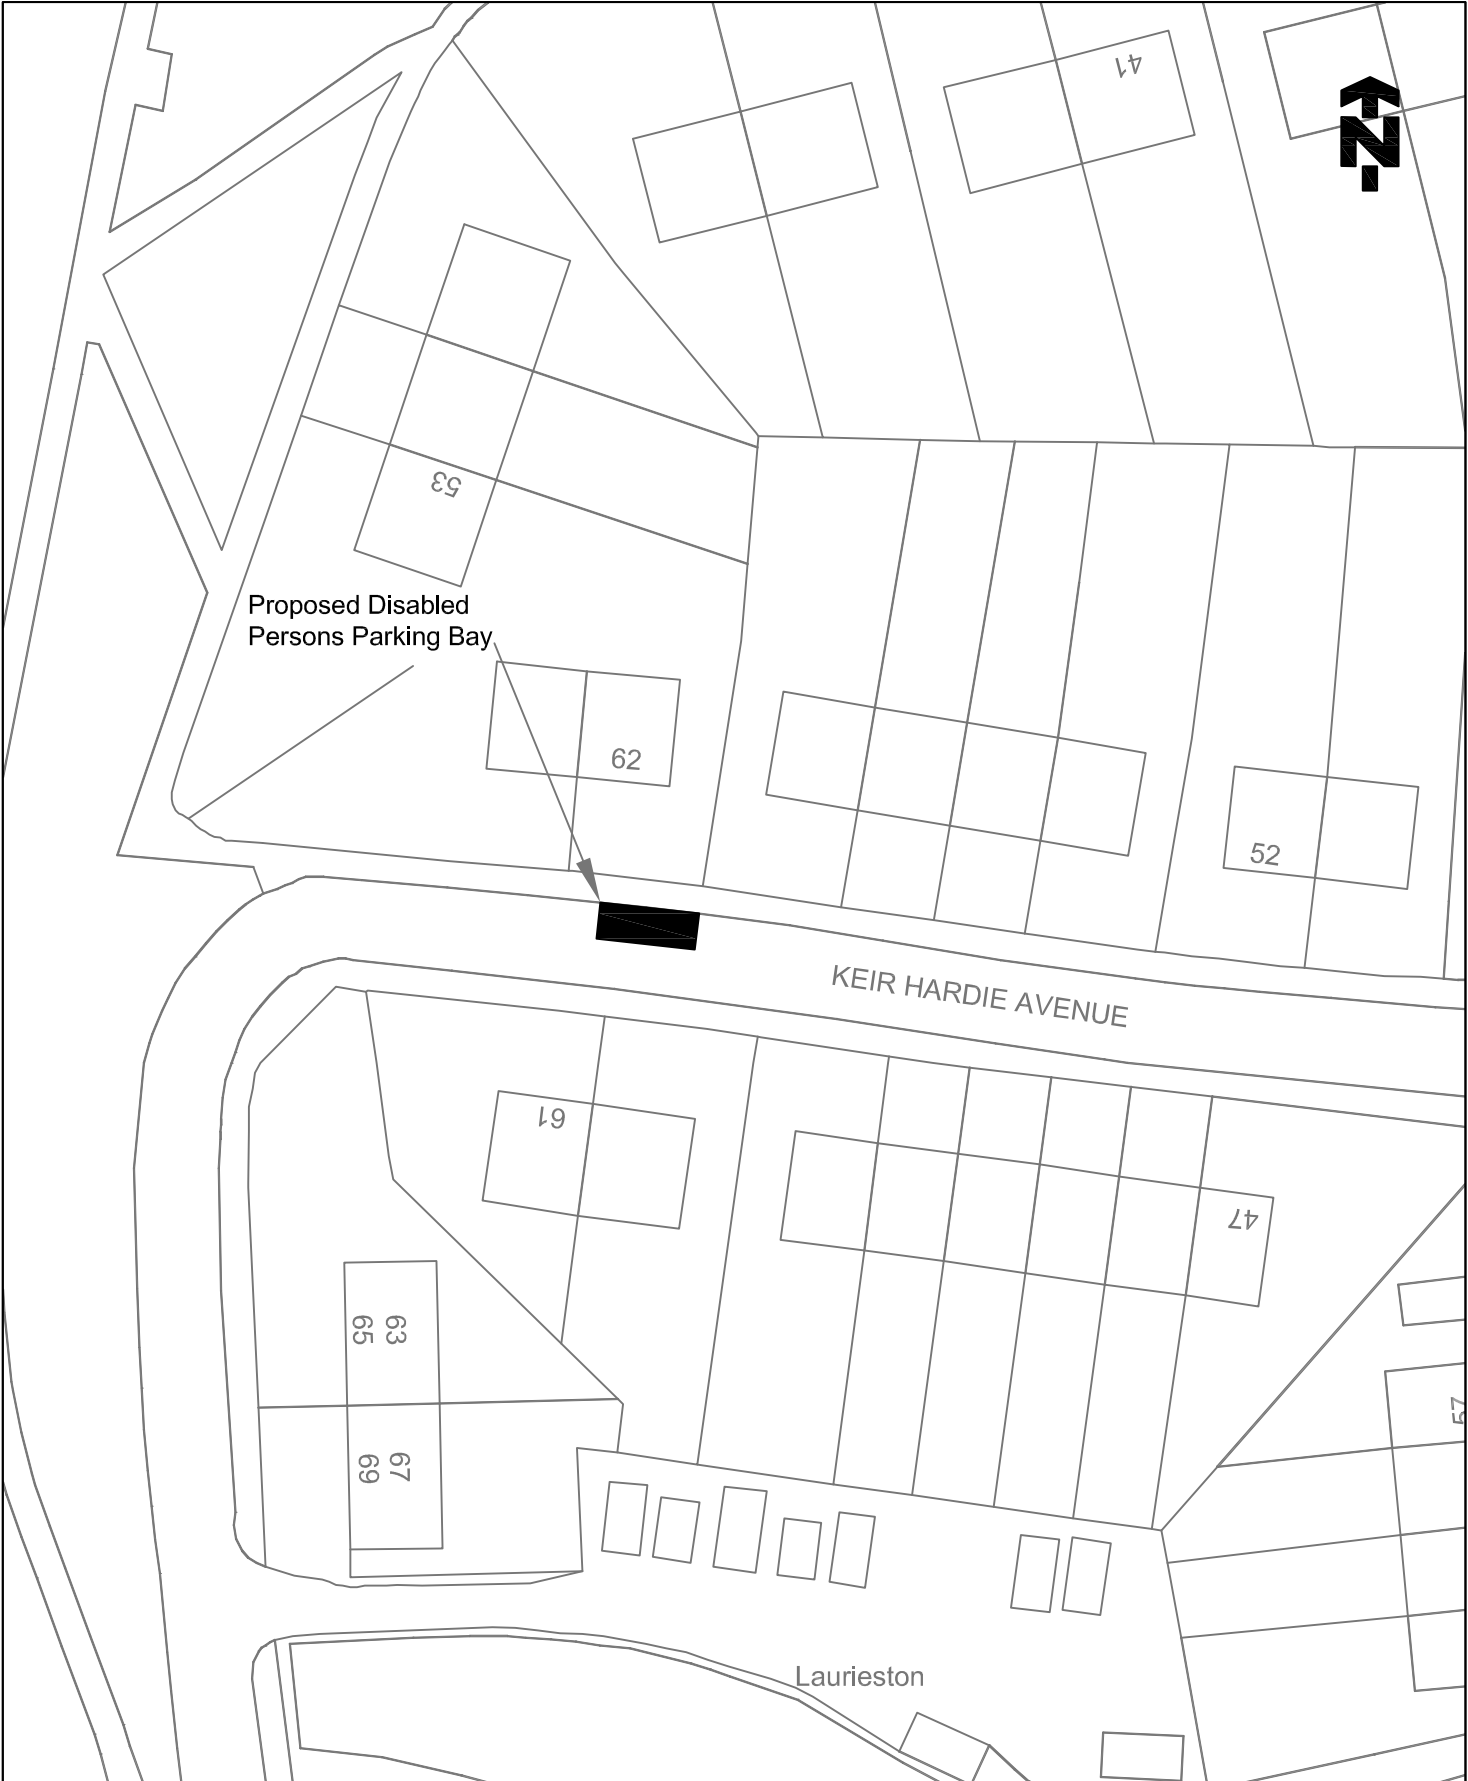 41
N
53
Proposed Disabled
Persons Parking Bay
62
52
KEIR HARDIE AVENUE
61
47
63
65
57
67
69
Laurieston